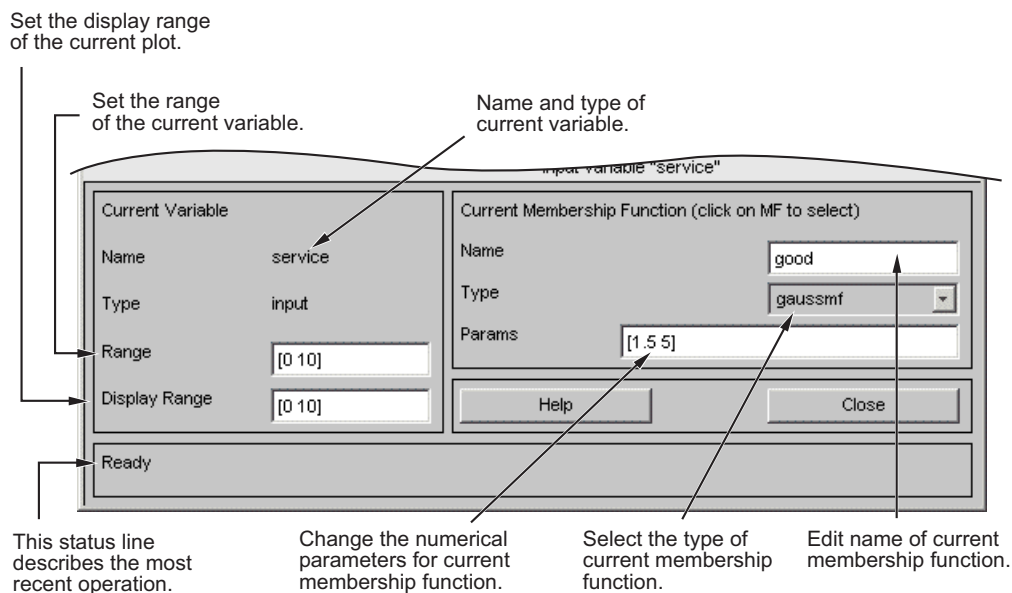 Set the display range
of the current plot.
Set the range
of the current variable.
Name and type of
current variable.
Input Variable "service"
Current Variable
Name service
Type input
Range [0 10]
Display Range [0 10]
Current Membership Function (click on MF to select)
Name good
Type gaussmf
Params [1.5 5]
Help Close
Ready
This status line
describes the most
recent operation.
Change the numerical
parameters for current
membership function.
Select the type of
current membership
function.
Edit name of current
membership function.